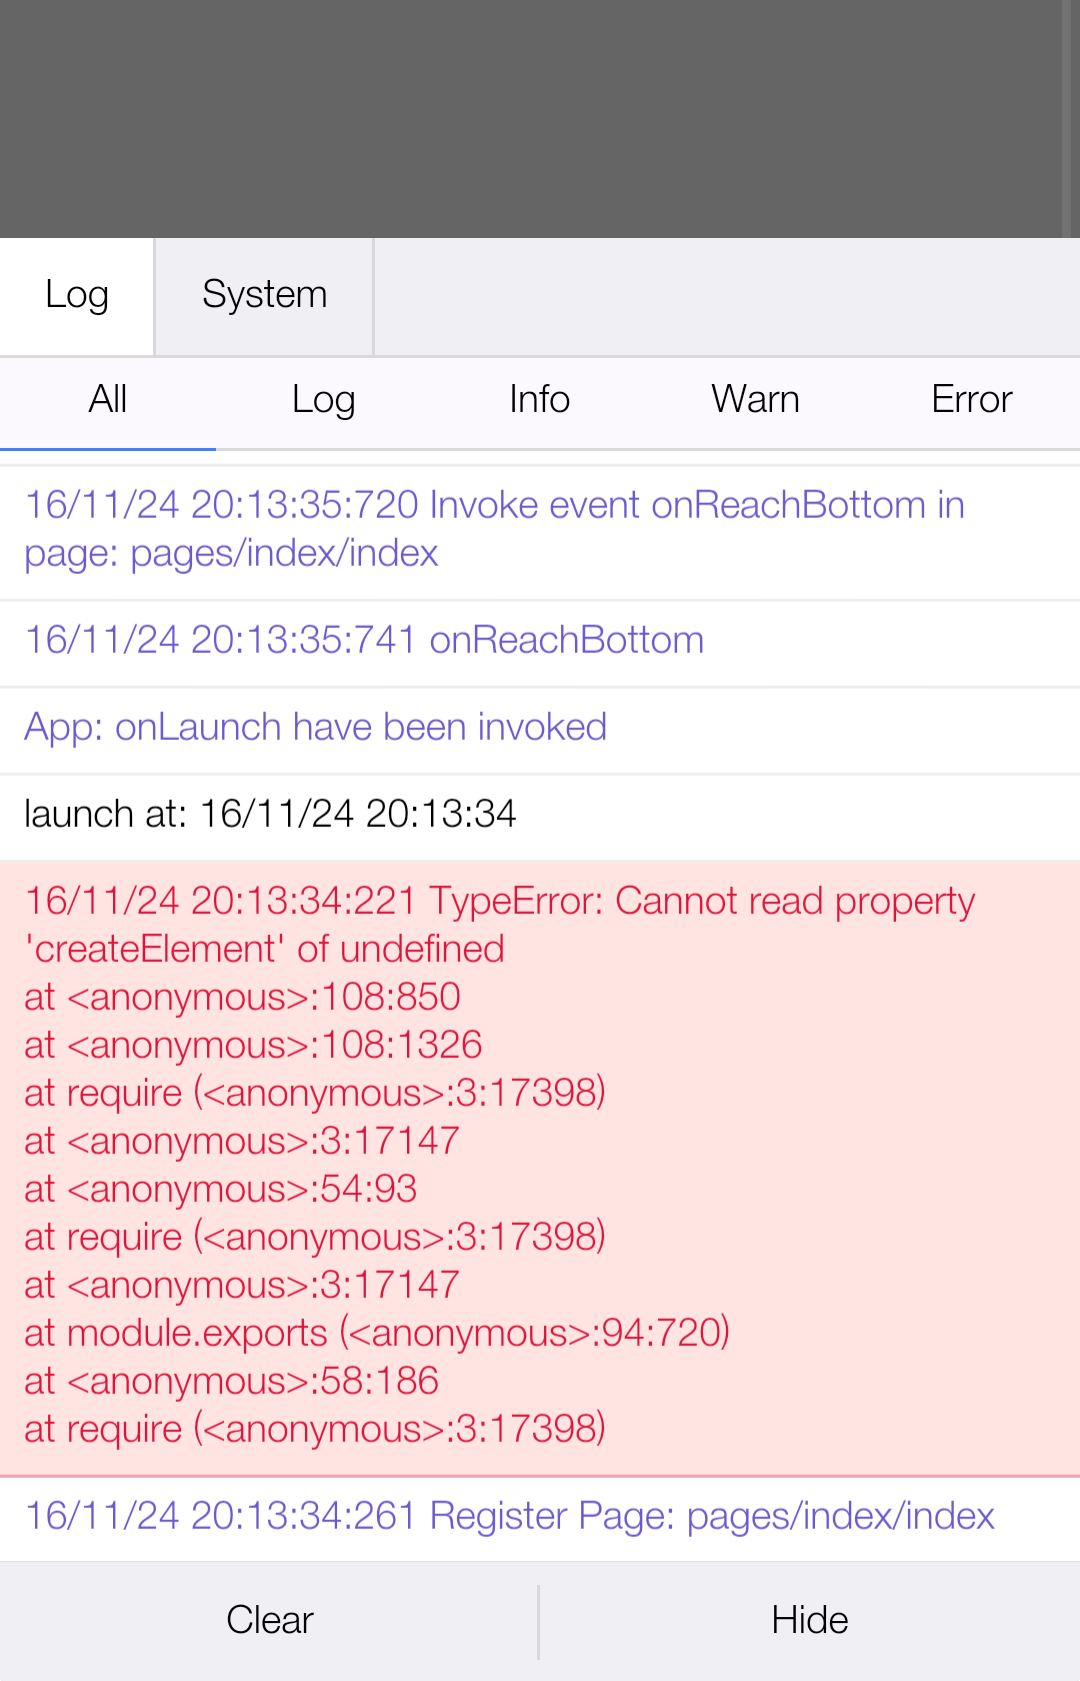 Log System
All Log Info Warn Error
16/11/24 20:13:35:720 Invoke event onReachBottom in
page: pages/index/index
16/11/24 20:13:35:741 onReachBottom
App: onLaunch have been invoked
launch at: 16/11/24 20:13:34
16/11/24 20:13:34:221 TypeError: Cannot read property
'createElement' of undefined
at <anonymous>:108:850
at <anonymous>:108:1326
at require (<anonymous>:3:17398)
at <anonymous>:3:17147
at <anonymous>:54:93
at require (<anonymous>:3:17398)
at <anonymous>:3:17147
at module.exports (<anonymous>:94:720)
at <anonymous>:58:186
at require (<anonymous>:3:17398)
16/11/24 20:13:34:261 Register Page: pages/index/index
Clear Hide